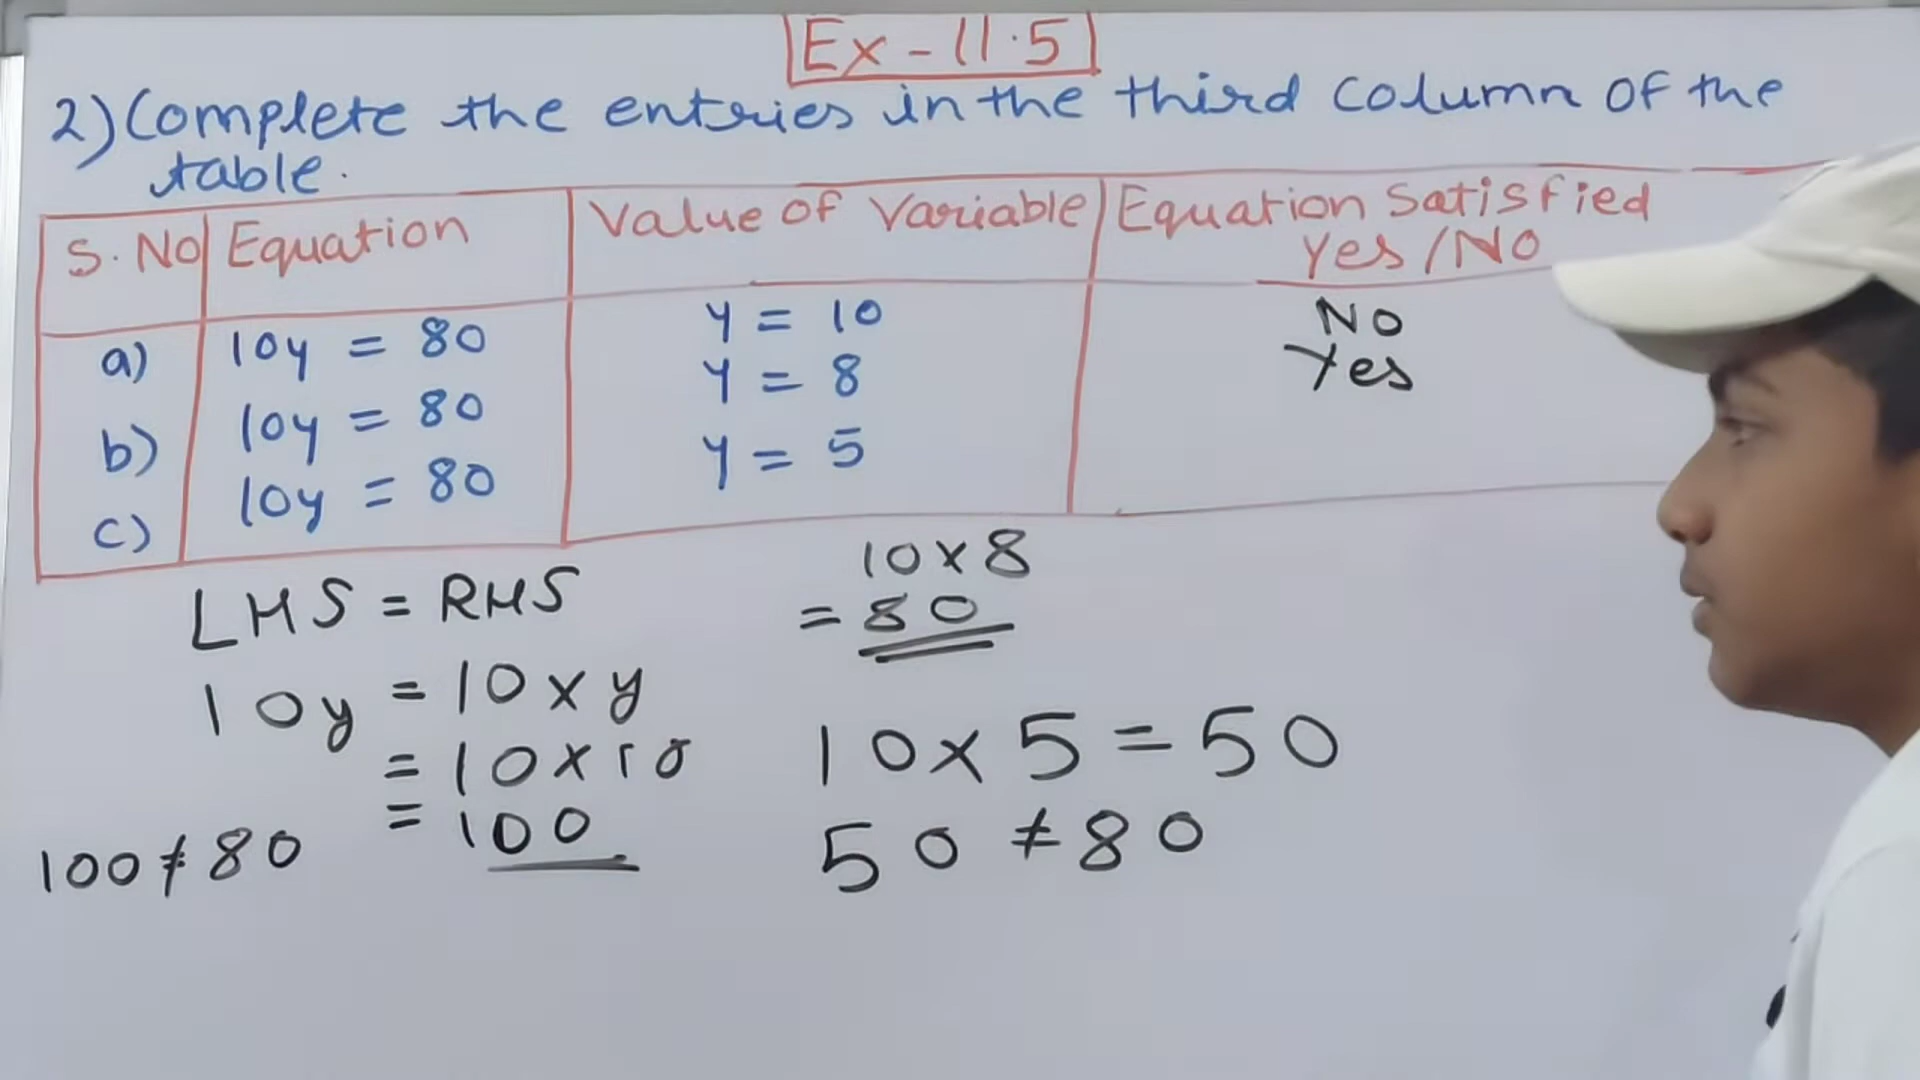 Ex-11.5
2) Complete the entries in the third column of the
table.
S.No Equation Value of Variable Equation Satisfied
Yes/No
a) 10y = 80 y = 10 No
b) 10y = 80 y = 8 Yes
c) 10y = 80 y = 5
LHS = RHS
10y = 10 x y
= 10 x 10
= 100
100 ≠ 80
10 x 8
= 80
10 x 5 = 50
50 ≠ 80